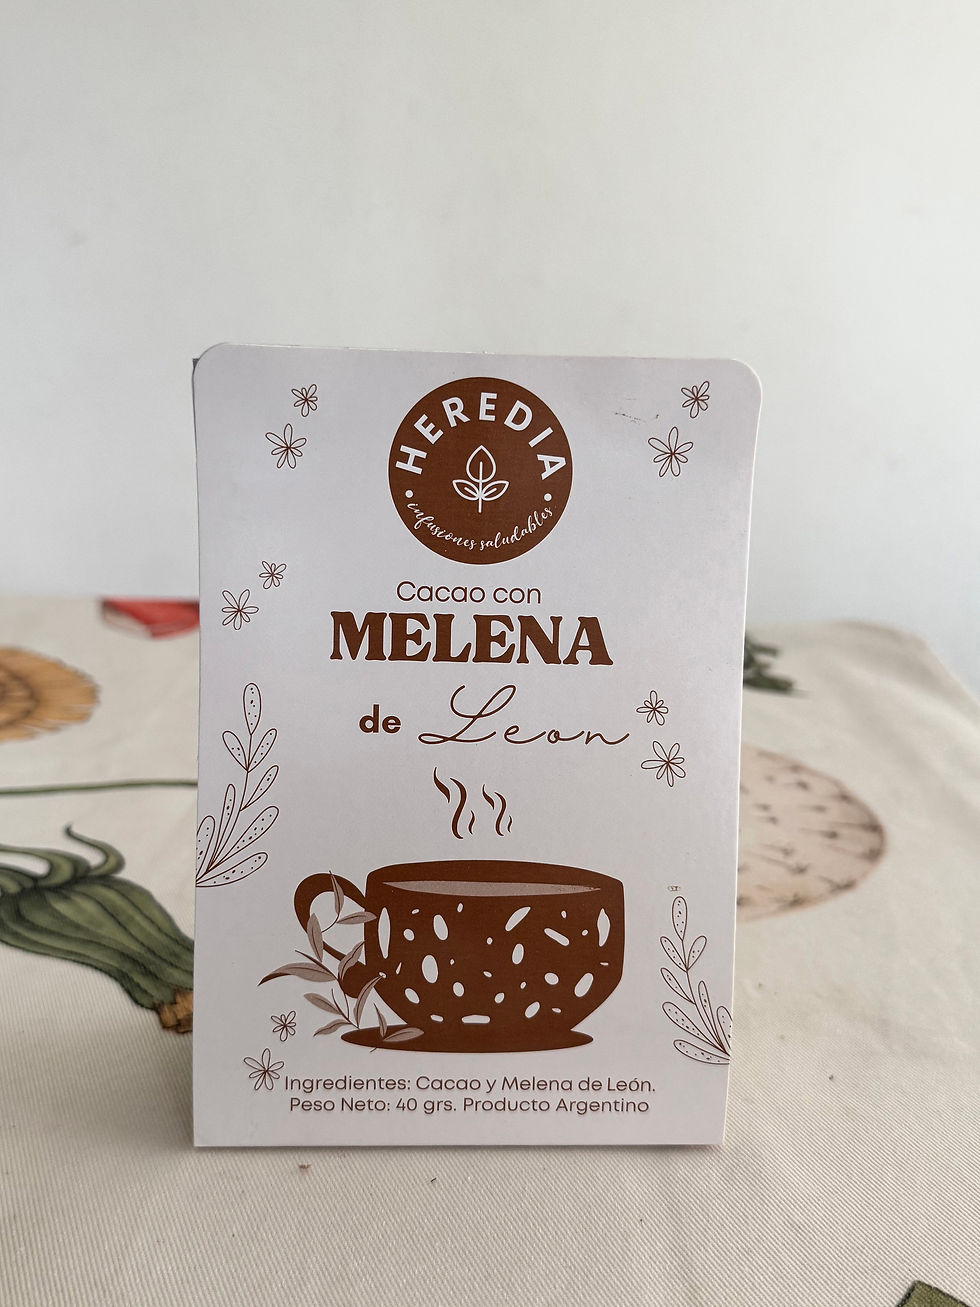 HEREDIA
infusiones saludables
Cacao con
MELENA
de Leon
Ingredientes: Cacao y Melena de León.
Peso Neto: 40 grs. Producto Argentino